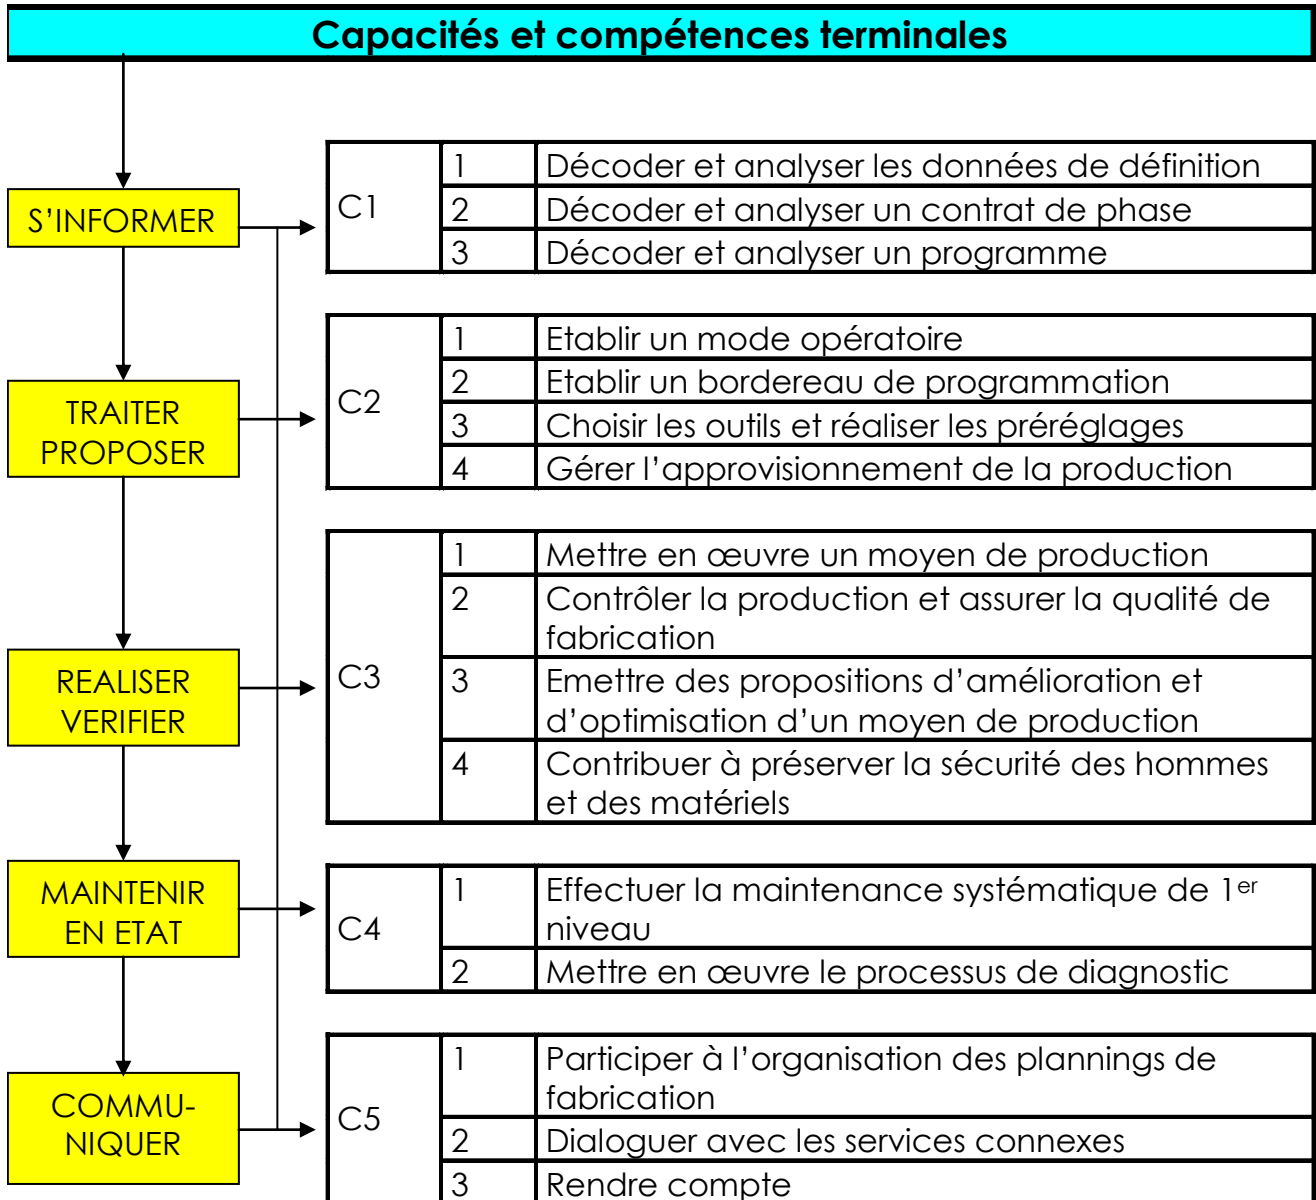 Capacités et compétences terminales
S’INFORMER
C1
1 Décoder et analyser les données de définition
2 Décoder et analyser un contrat de phase
3 Décoder et analyser un programme
TRAITER
PROPOSER
C2
1 Etablir un mode opératoire
2 Etablir un bordereau de programmation
3 Choisir les outils et réaliser les préréglages
4 Gérer l’approvisionnement de la production
REALISER
VERIFIER
C3
1 Mettre en œuvre un moyen de production
2 Contrôler la production et assurer la qualité de
fabrication
3 Emettre des propositions d’amélioration et
d’optimisation d’un moyen de production
4 Contribuer à préserver la sécurité des hommes
et des matériels
MAINTENIR
EN ETAT
C4
1 Effectuer la maintenance systématique de 1er
niveau
2 Mettre en œuvre le processus de diagnostic
COMMU-
NIQUER
C5
1 Participer à l’organisation des plannings de
fabrication
2 Dialoguer avec les services connexes
3 Rendre compte